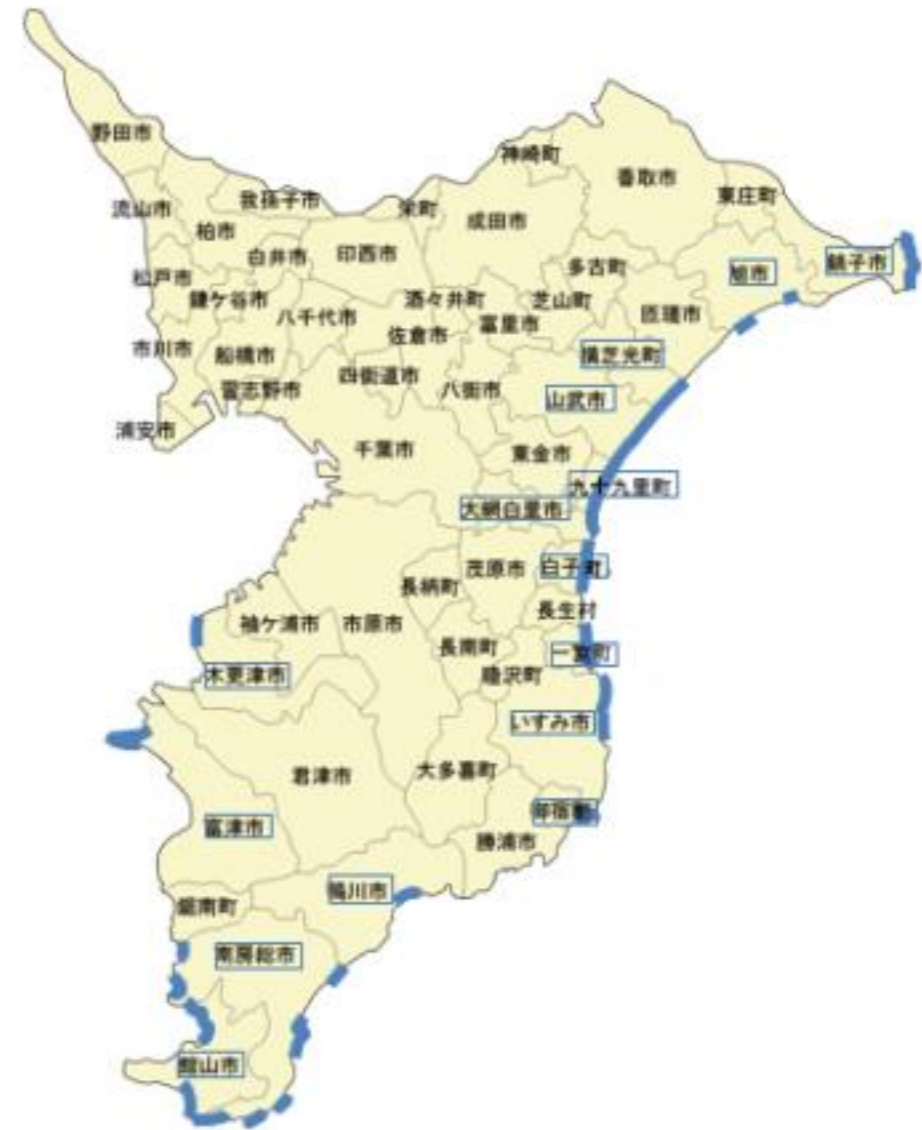 野田市
神崎町
香取市
東庄町
我孫子市
栄町
成田市
流山市
柏市
白井市
印西市
多古町
旭市
銚子市
松戸市
鎌ケ谷市
八千代市
酒々井町
富里市
芝山町
匝瑳市
佐倉市
市川市
船橋市
四街道市
八街市
横芝光町
習志野市
山武市
浦安市
千葉市
東金市
九十九里町
大網白里市
茂原市
白子町
長柄町
長生村
袖ケ浦市
市原市
長南町
一宮町
睦沢町
木更津市
いすみ市
君津市
大多喜町
富津市
御宿町
勝浦市
鴨川市
鋸南町
南房総市
館山市